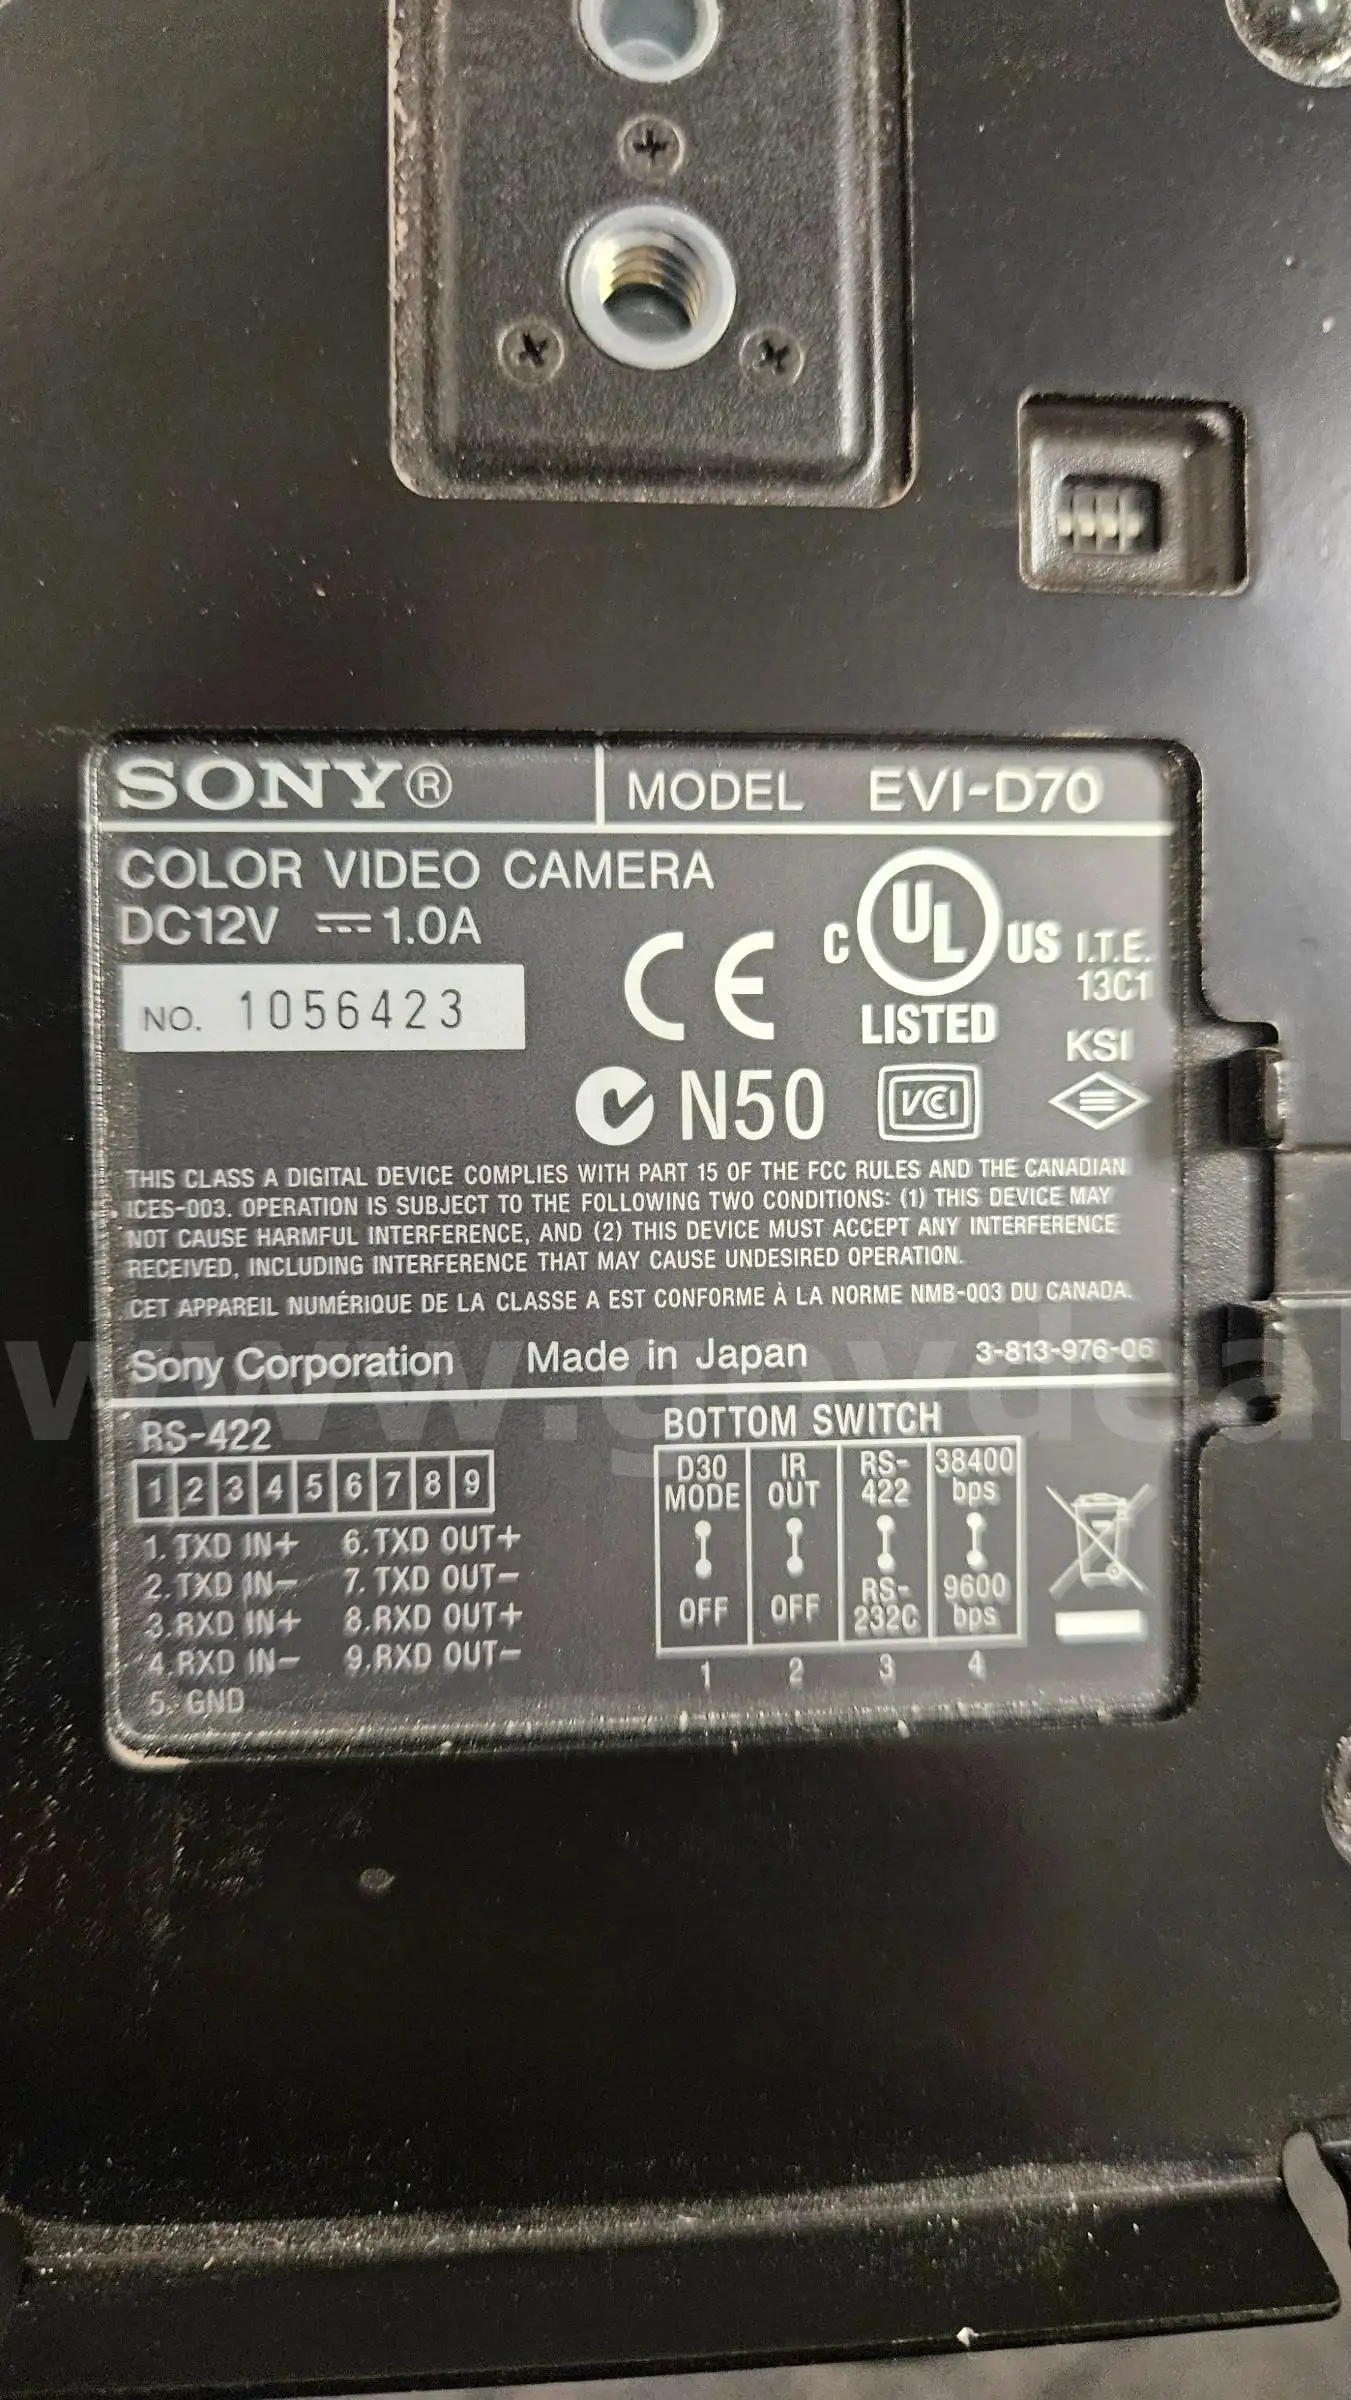 SONY® MODEL EVI-D70
COLOR VIDEO CAMERA
DC12V ⎓ 1.0A
NO. 1056423
CE
C UL US I.T.E.
13C1
LISTED
KSI
N50 VCCI
THIS CLASS A DIGITAL DEVICE COMPLIES WITH PART 15 OF THE FCC RULES AND THE CANADIAN
ICES-003. OPERATION IS SUBJECT TO THE FOLLOWING TWO CONDITIONS: (1) THIS DEVICE MAY
NOT CAUSE HARMFUL INTERFERENCE, AND (2) THIS DEVICE MUST ACCEPT ANY INTERFERENCE
RECEIVED, INCLUDING INTERFERENCE THAT MAY CAUSE UNDESIRED OPERATION.
CET APPAREIL NUMÉRIQUE DE LA CLASSE A EST CONFORME À LA NORME NMB-003 DU CANADA.
Sony Corporation Made in Japan 3-813-976-06
RS-422
1 2 3 4 5 6 7 8 9
1. TXD IN+ 6.TXD OUT+
2.TXD IN- 7. TXD OUT-
3.RXD IN+ 8.RXD OUT+
4.RXD IN- 9.RXD OUT-
5. GND
BOTTOM SWITCH
D30 IR RS- 38400
MODE OUT 422 bps
OFF OFF RS- 9600
232C bps
1 2 3 4